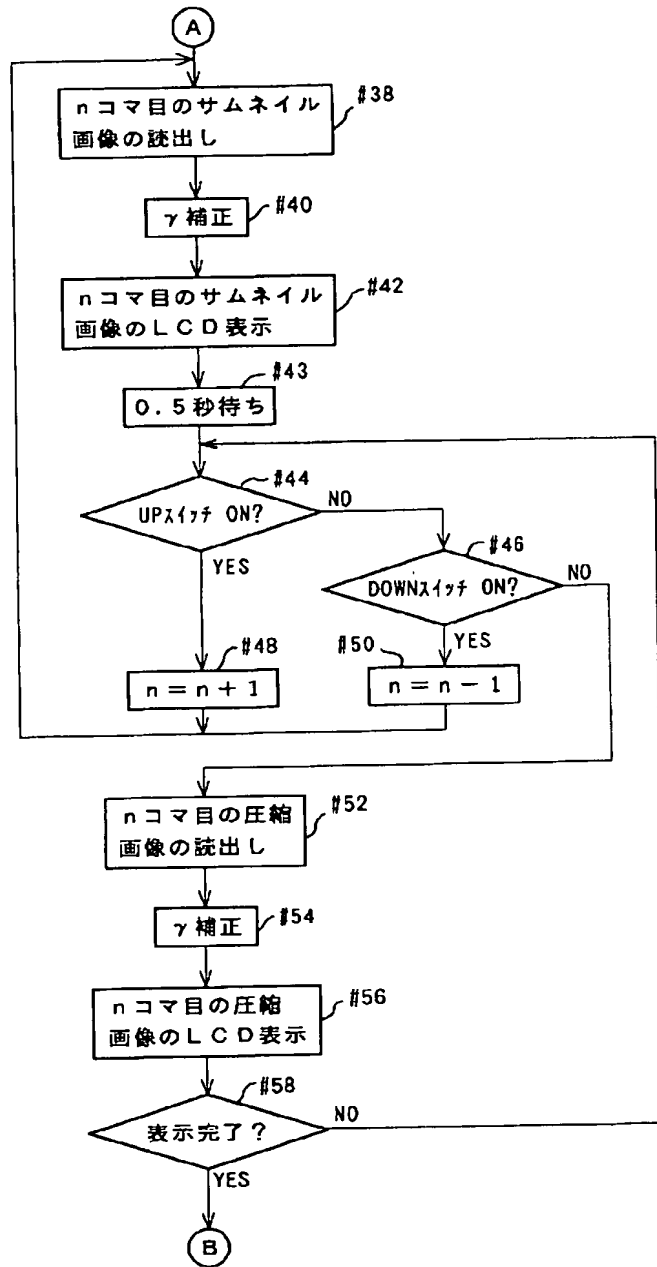 A
nコマ目のサムネイル
画像の読出し
#38
γ補正
#40
nコマ目のサムネイル
画像のLCD表示
#42
#43
0.5秒待ち
#44
UPスイッチ ON?
NO
YES
#46
DOWNスイッチ ON?
NO
YES
#48
n=n+1
#50
n=n-1
nコマ目の圧縮
画像の読出し
#52
γ補正
#54
nコマ目の圧縮
画像のLCD表示
#56
#58
表示完了?
NO
YES
B